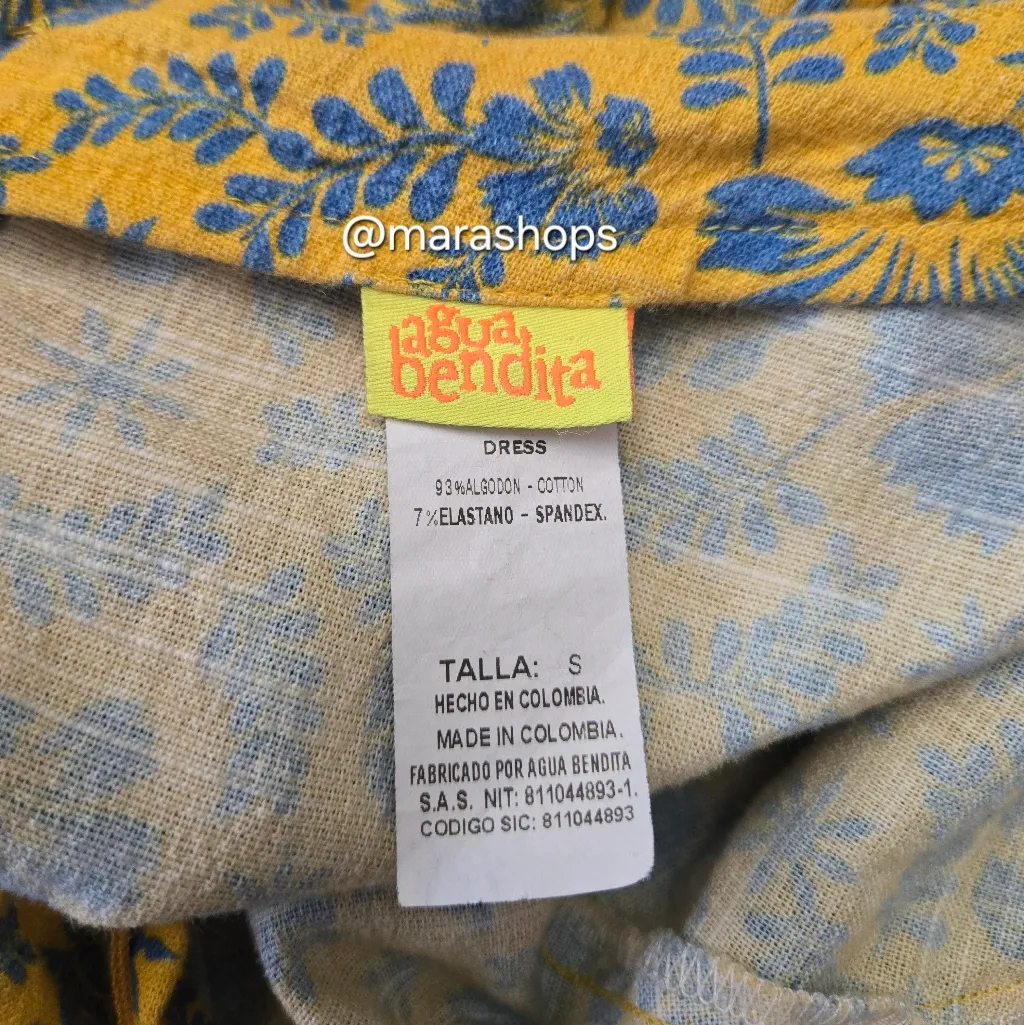 @marashops
agua
bendita
DRESS
93%ALGODON - COTTON
7%ELASTANO - SPANDEX.
TALLA: S
HECHO EN COLOMBIA.
MADE IN COLOMBIA.
FABRICADO POR AGUA BENDITA
S.A.S. NIT: 811044893-1.
CODIGO SIC: 811044893